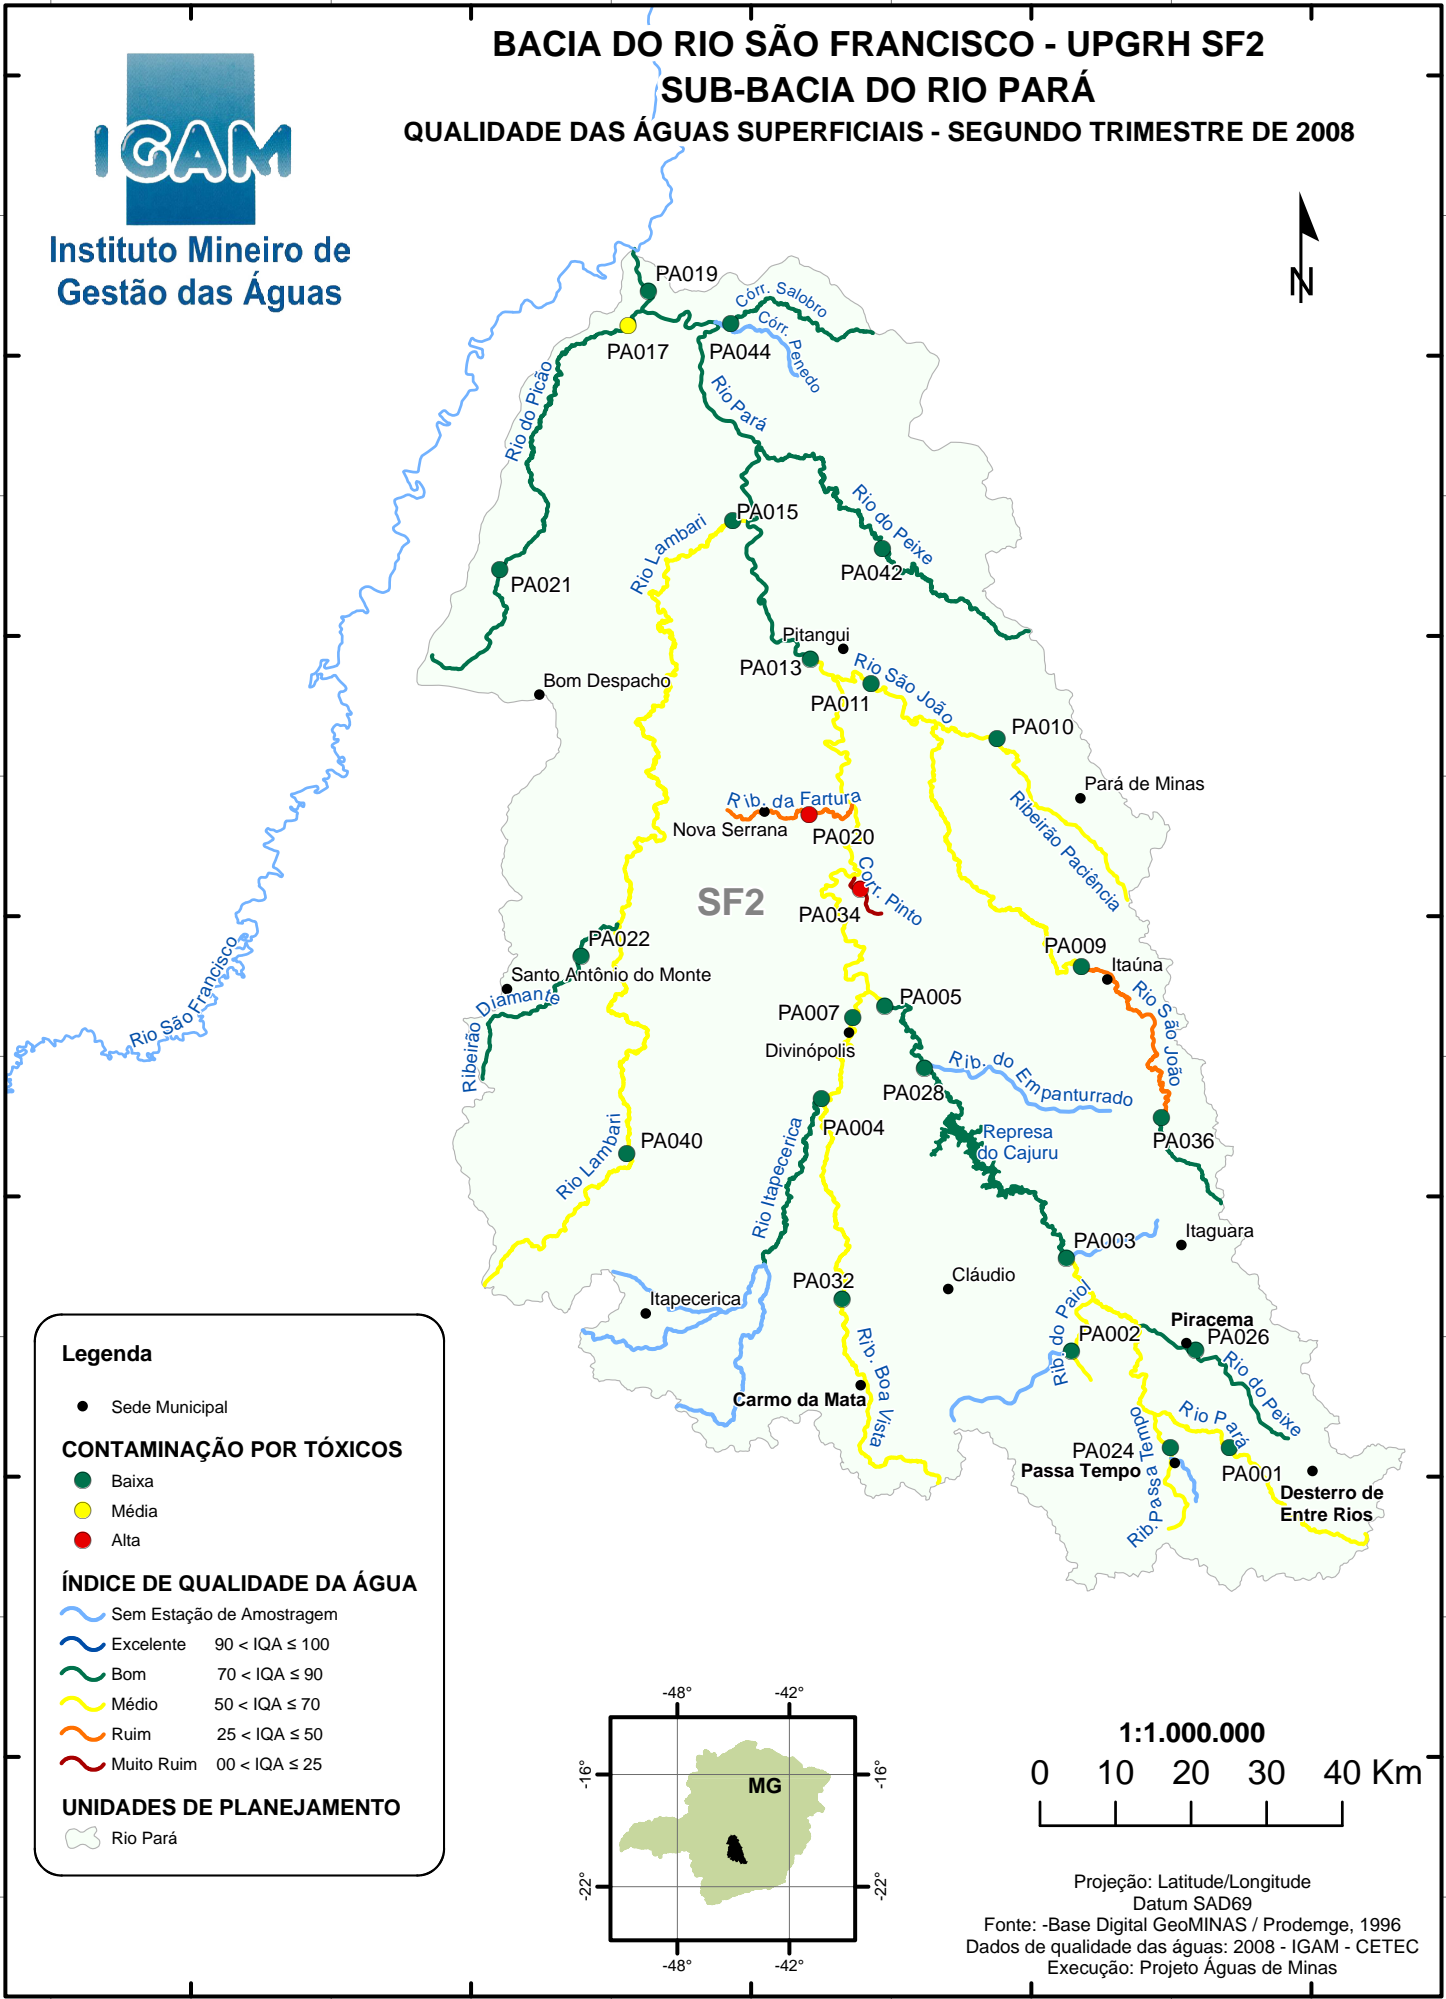 BACIA DO RIO SÃO FRANCISCO - UPGRH SF2
SUB-BACIA DO RIO PARÁ
QUALIDADE DAS ÁGUAS SUPERFICIAIS - SEGUNDO TRIMESTRE DE 2008
IGAM
Instituto Mineiro de
Gestão das Águas
N
PA019
Córr. Salobro
Córr. Penedo
PA017
PA044
Rio do Picão
Rio Pará
PA015
Rio Lambari
Rio do Peixe
PA042
PA021
Pitangui
PA013
Rio São João
PA011
Bom Despacho
PA010
Pará de Minas
Rib. da Fartura
Nova Serrana
PA020
Ribeirão Paciência
Corr. Pinto
SF2
PA034
PA022
PA009
Itaúna
Santo Antônio do Monte
Ribeirão Diamante
Rio São Francisco
Rio São João
PA005
PA007
Divinópolis
Rib. do Empanturrado
PA028
PA004
PA036
Represa
do Cajuru
PA040
Rio Lambari
Rio Itapecerica
PA003
Itaguara
Cláudio
PA032
Itapecerica
Rib. do Paiol
PA002
Piracema
PA026
Rio do Peixe
Rib. Boa Vista
Carmo da Mata
Rio Pará
Rib. Passa Tempo
PA024
Passa Tempo
PA001
Desterro de
Entre Rios
Legenda
Sede Municipal
CONTAMINAÇÃO POR TÓXICOS
Baixa
Média
Alta
ÍNDICE DE QUALIDADE DA ÁGUA
Sem Estação de Amostragem
Excelente 90 < IQA ≤ 100
Bom 70 < IQA ≤ 90
Médio 50 < IQA ≤ 70
Ruim 25 < IQA ≤ 50
Muito Ruim 00 < IQA ≤ 25
UNIDADES DE PLANEJAMENTO
Rio Pará
-48° -42°
-16° MG -16°
-22° -22°
-48° -42°
1:1.000.000
0 10 20 30 40 Km
Projeção: Latitude/Longitude
Datum SAD69
Fonte: -Base Digital GeoMINAS / Prodemge, 1996
Dados de qualidade das águas: 2008 - IGAM - CETEC
Execução: Projeto Águas de Minas